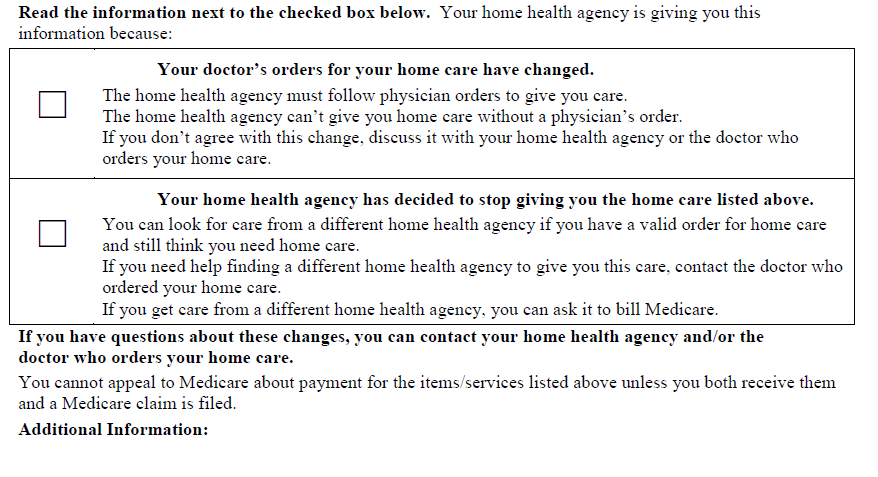 Read the information next to the checked box below.  Your home health agency is giving you this
information because:
Your doctor’s orders for your home care have changed.
The home health agency must follow physician orders to give you care.
The home health agency can’t give you home care without a physician’s order.
If you don’t agree with this change, discuss it with your home health agency or the doctor who
orders your home care.
Your home health agency has decided to stop giving you the home care listed above.
You can look for care from a different home health agency if you have a valid order for home care
and still think you need home care.
If you need help finding a different home health agency to give you this care, contact the doctor who
ordered your home care.
If you get care from a different home health agency, you can ask it to bill Medicare.
If you have questions about these changes, you can contact your home health agency and/or the
doctor who orders your home care.
You cannot appeal to Medicare about payment for the items/services listed above unless you both receive them
and a Medicare claim is filed.
Additional Information: